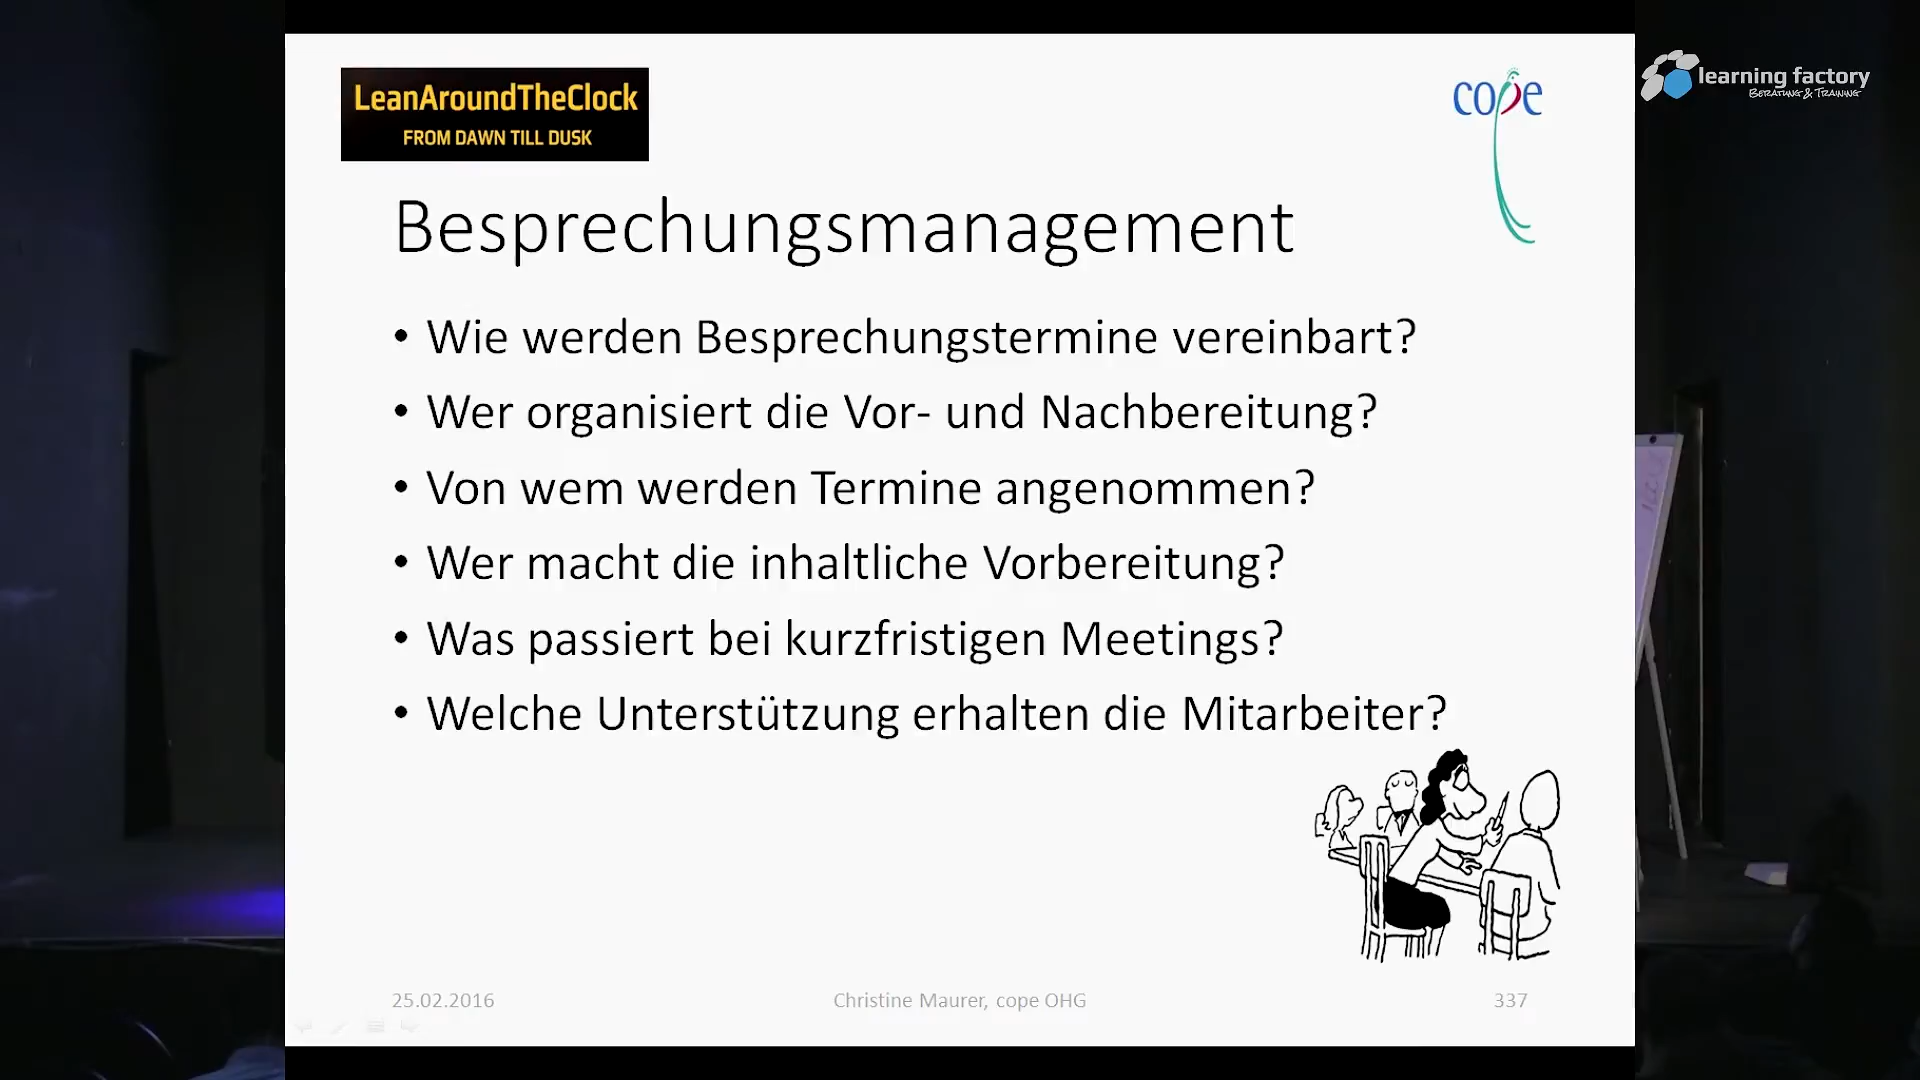 LeanAroundTheClock
FROM DAWN TILL DUSK
cope
learning factory
BERATUNG & TRAINING
Besprechungsmanagement
• Wie werden Besprechungstermine vereinbart?
• Wer organisiert die Vor- und Nachbereitung?
• Von wem werden Termine angenommen?
• Wer macht die inhaltliche Vorbereitung?
• Was passiert bei kurzfristigen Meetings?
• Welche Unterstützung erhalten die Mitarbeiter?
25.02.2016
Christine Maurer, cope OHG
337